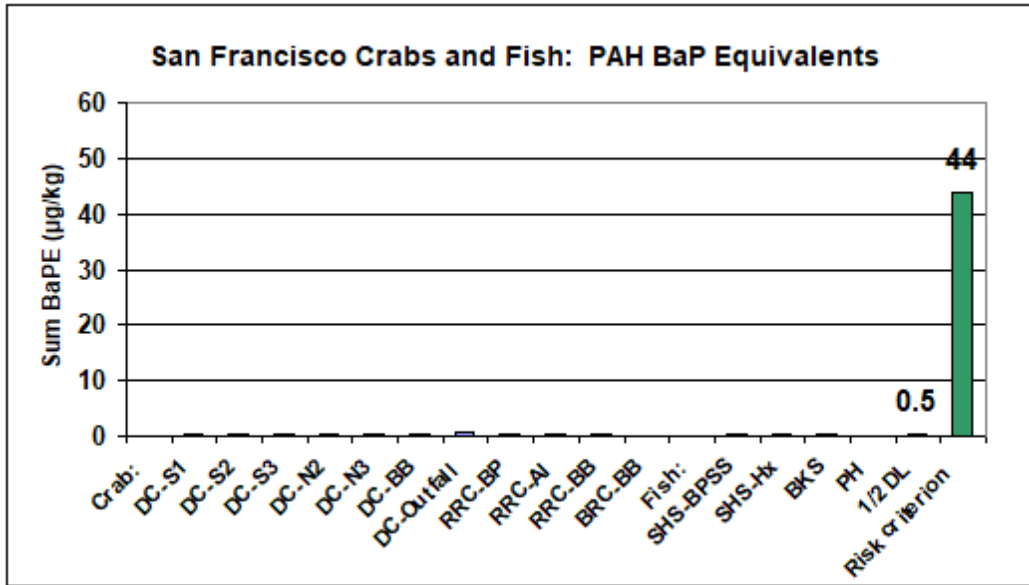 San Francisco Crabs and Fish: PAH BaP Equivalents
Sum BaPE (µg/kg)
60
50
40
30
20
10
0
44
0.5
Crab:
DC-S1
DC-S2
DC-S3
DC-N2
DC-N3
DC-BB
DC-Outfall
RRC-BP
RRC-AI
RRC-BB
BRC-BB
Fish:
SHS-BPSS
SHS-Hx
BKS
PH
1/2 DL
Risk criterion